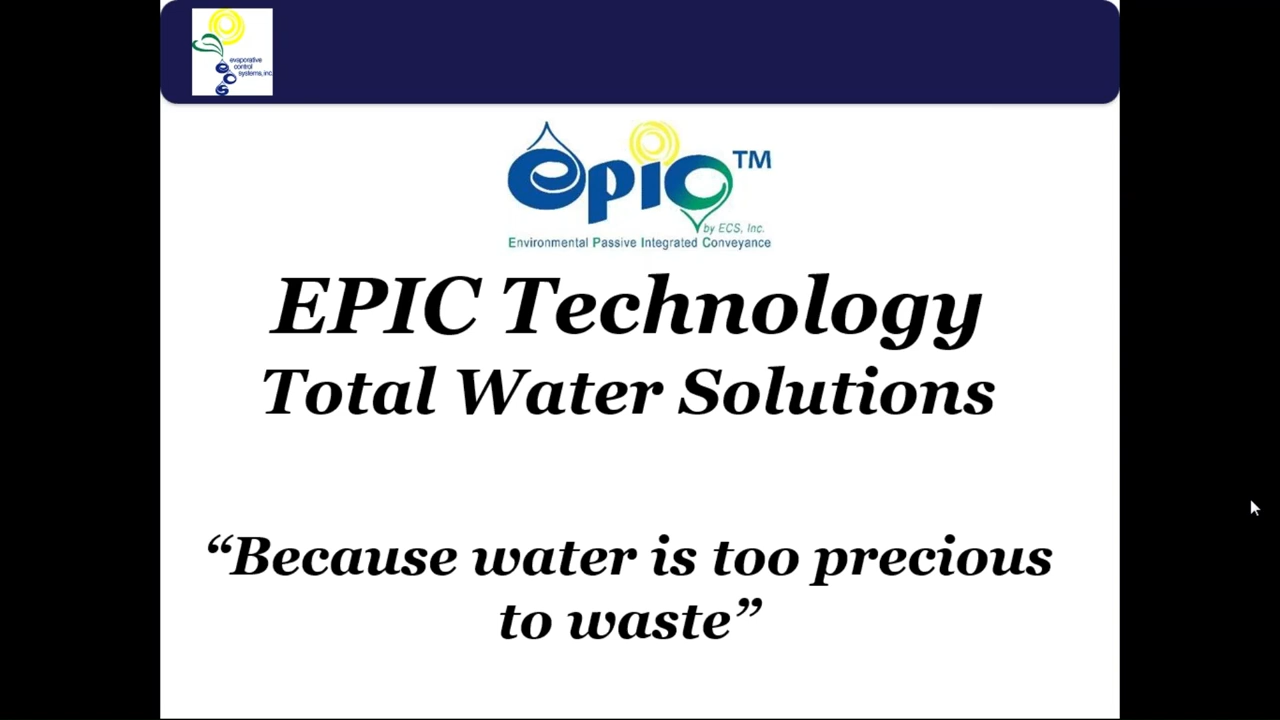 evaporative
control
systems, inc.
ecs
epic™
by ECS, Inc.
Environmental Passive Integrated Conveyance
EPIC Technology
Total Water Solutions
“Because water is too precious
to waste”